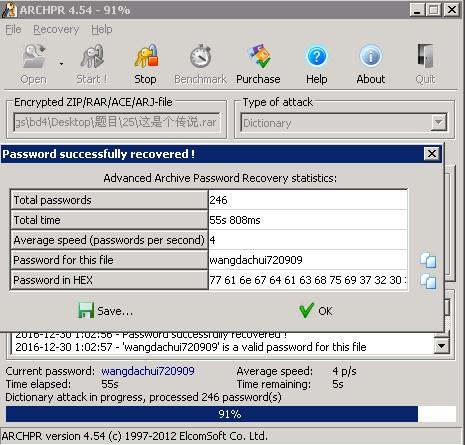 ARCHPR 4.54 - 91%
File Recovery Help
Open Start ! Stop Benchmark Purchase Help About Quit
Encrypted ZIP/RAR/ACE/ARJ-file Type of attack
gs\bd4\Desktop\题目\25\这是个传说.rar Dictionary
Password successfully recovered !
Advanced Archive Password Recovery statistics:
Total passwords 246
Total time 55s 808ms
Average speed (passwords per second) 4
Password for this file wangdachui720909
Password in HEX 77 61 6e 67 64 61 63 68 75 69 37 32 30
Save... OK
2016-12-30 1:02:56 - Password successfully recovered !
2016-12-30 1:02:57 - 'wangdachui720909' is a valid password for this file
Current password: wangdachui720909 Average speed: 4 p/s
Time elapsed: 55s Time remaining: 5s
Dictionary attack in progress, processed 246 password(s)
91%
ARCHPR version 4.54 (c) 1997-2012 ElcomSoft Co. Ltd.